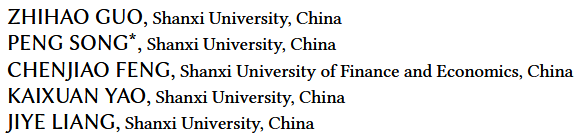 ZHIHAO GUO, Shanxi University, China
PENG SONG*, Shanxi University, China
CHENJIAO FENG, Shanxi University of Finance and Economics, China
KAIXUAN YAO, Shanxi University, China
JIYE LIANG, Shanxi University, China